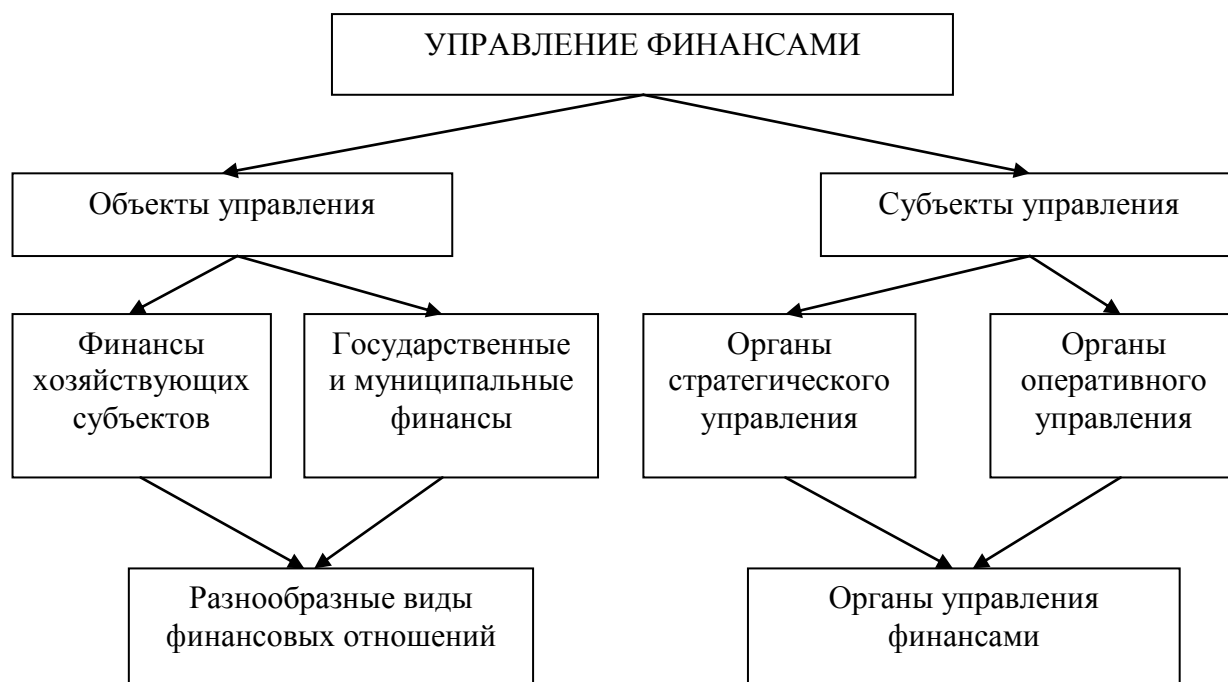 УПРАВЛЕНИЕ ФИНАНСАМИ
Объекты управления
Субъекты управления
Финансы
хозяйствующих
субъектов
Государственные
и муниципальные
финансы
Органы
стратегического
управления
Органы
оперативного
управления
Разнообразные виды
финансовых отношений
Органы управления
финансами